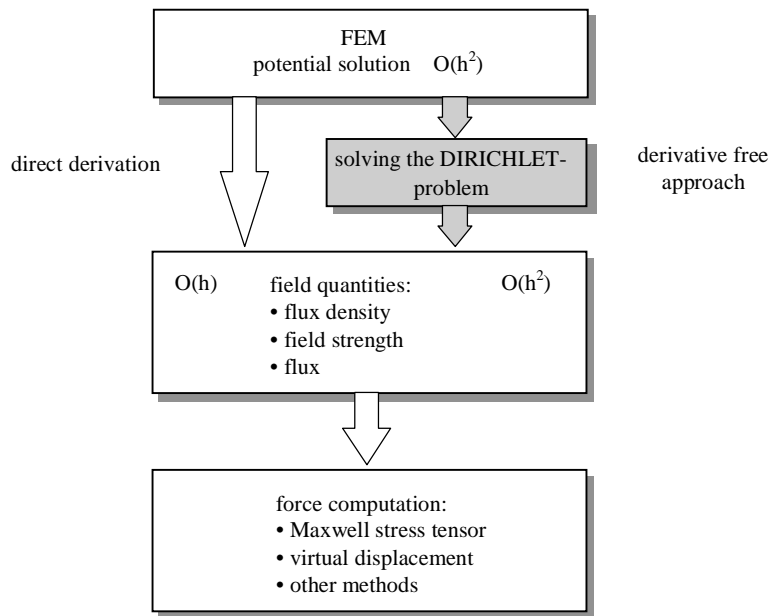 FEM
potential solution O(h²)
direct derivation
solving the DIRICHLET-
problem
derivative free
approach
O(h) field quantities: O(h²)
• flux density
• field strength
• flux
force computation:
• Maxwell stress tensor
• virtual displacement
• other methods